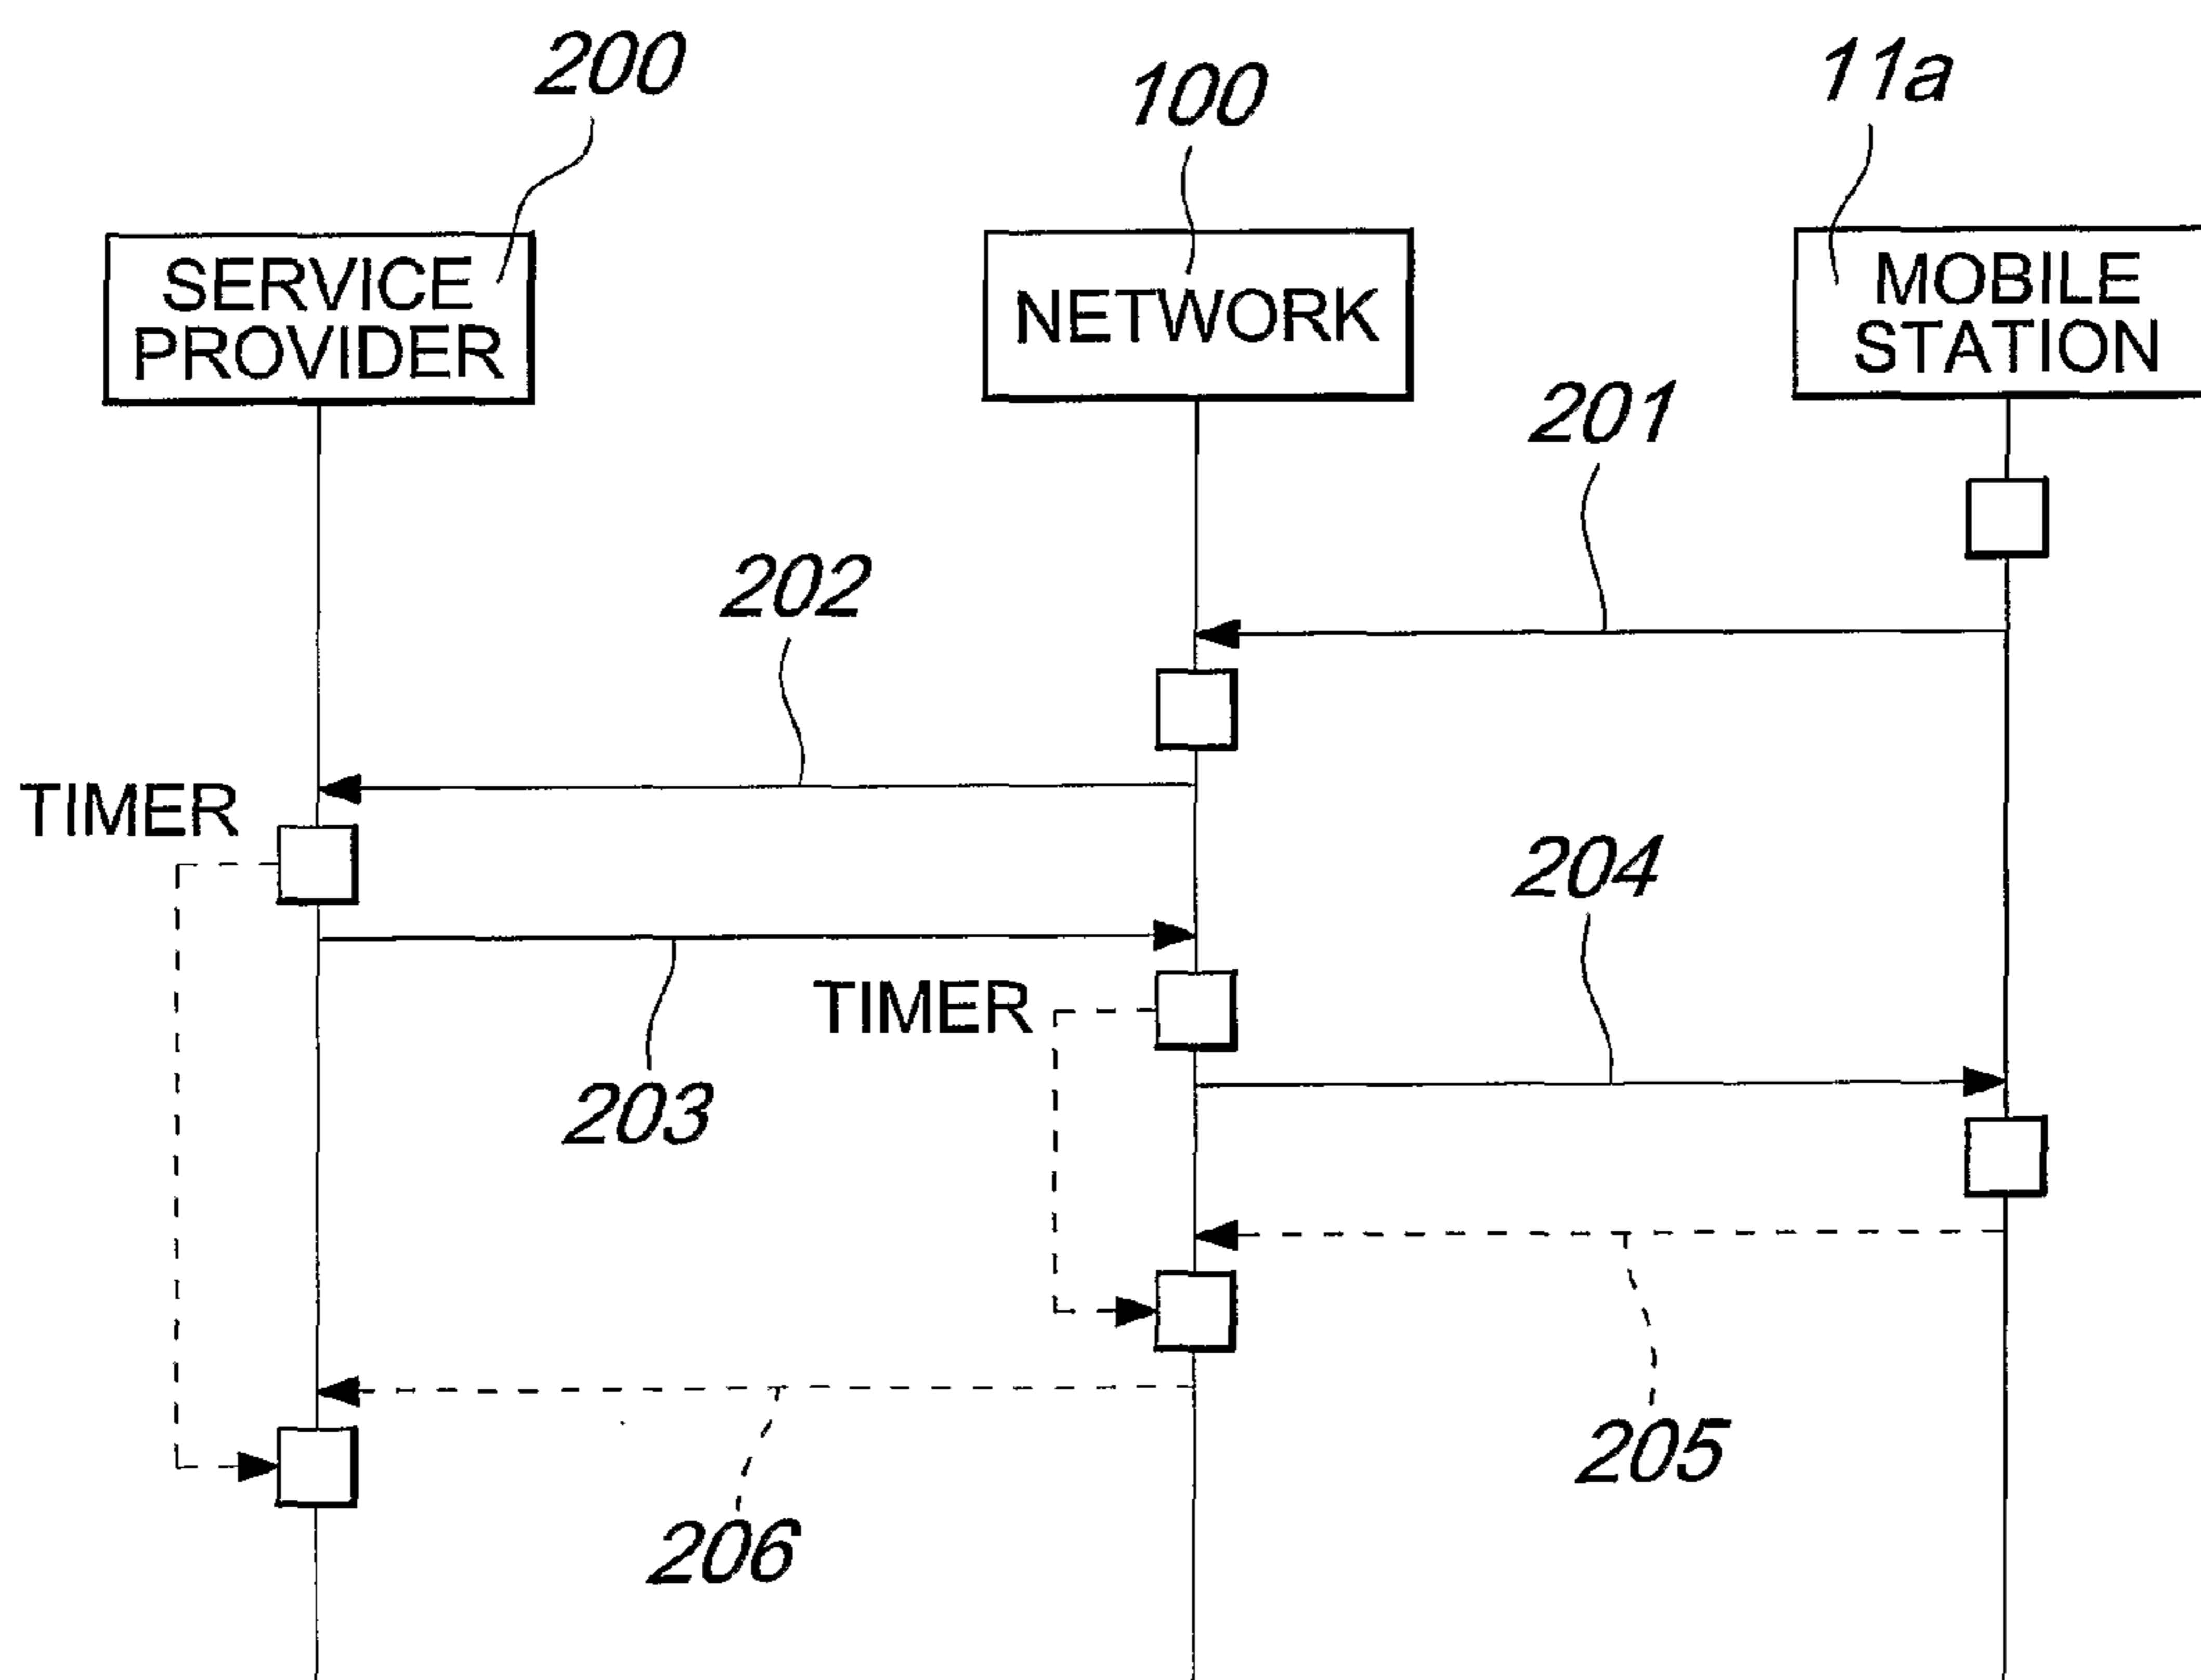 200
100
11a
SERVICE
PROVIDER
NETWORK
MOBILE
STATION
201
202
TIMER
204
203
TIMER
205
206